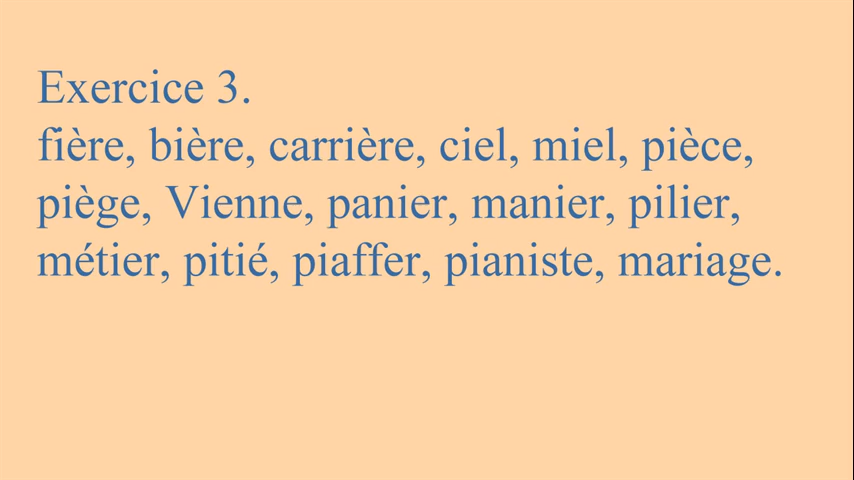 Exercice 3.
fière, bière, carrière, ciel, miel, pièce,
piège, Vienne, panier, manier, pilier,
métier, pitié, piaffer, pianiste, mariage.